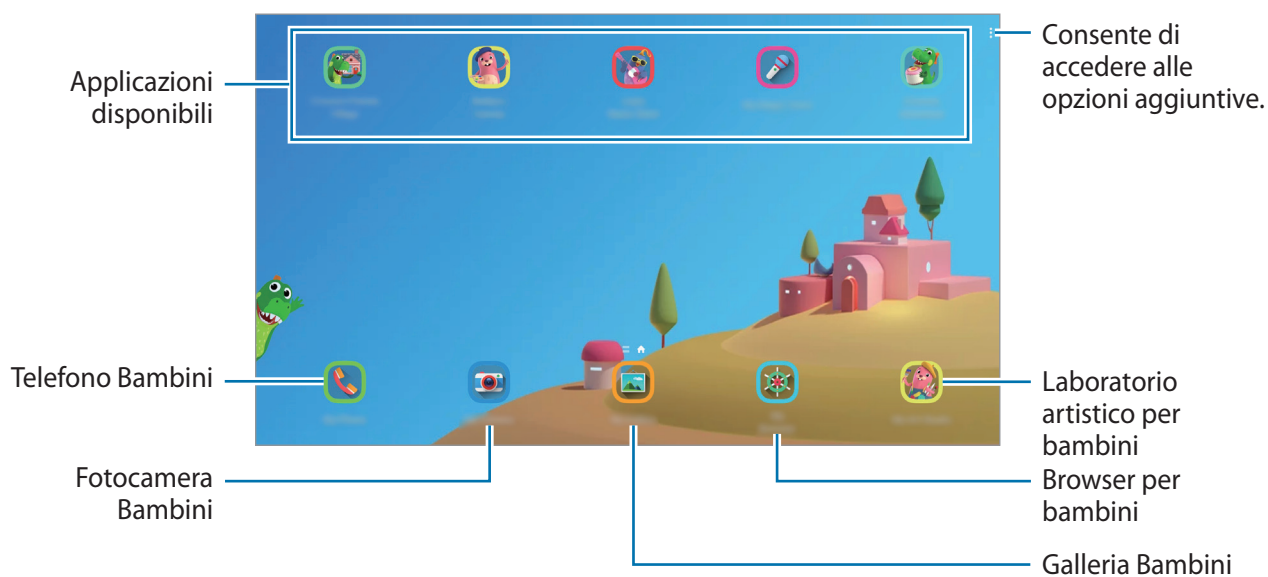 Applicazioni
disponibili
Consente di
accedere alle
opzioni aggiuntive.
Telefono Bambini
Fotocamera
Bambini
Laboratorio
artistico per
bambini
Browser per
bambini
Galleria Bambini